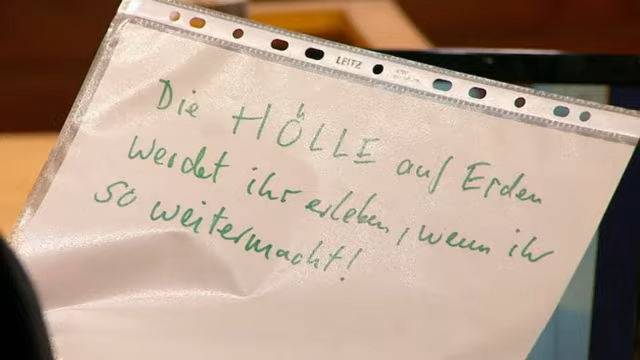 LEITZ
Die HÖLLE auf Erden
werdet ihr erleben, wenn ihr
so weitermacht!